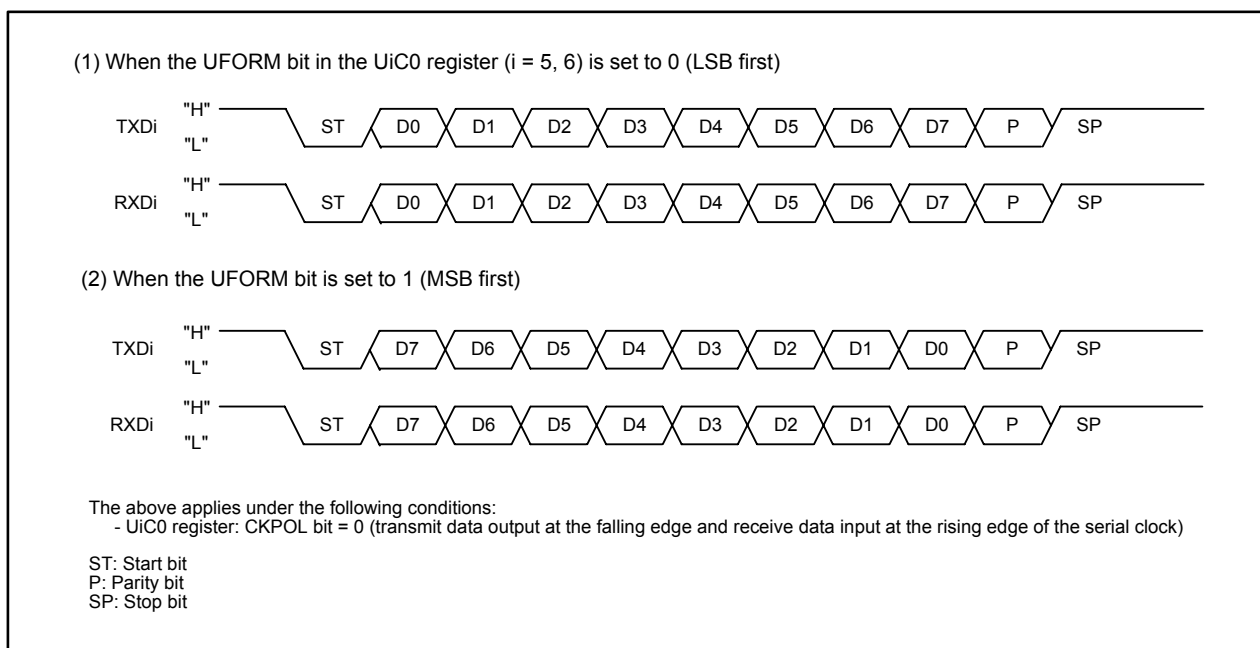 (1) When the UFORM bit in the UiC0 register (i = 5, 6) is set to 0 (LSB first)
TXDi "H" "L" ST D0 D1 D2 D3 D4 D5 D6 D7 P SP
RXDi "H" "L" ST D0 D1 D2 D3 D4 D5 D6 D7 P SP
(2) When the UFORM bit is set to 1 (MSB first)
TXDi "H" "L" ST D7 D6 D5 D4 D3 D2 D1 D0 P SP
RXDi "H" "L" ST D7 D6 D5 D4 D3 D2 D1 D0 P SP
The above applies under the following conditions:
- UiC0 register: CKPOL bit = 0 (transmit data output at the falling edge and receive data input at the rising edge of the serial clock)
ST: Start bit
P: Parity bit
SP: Stop bit